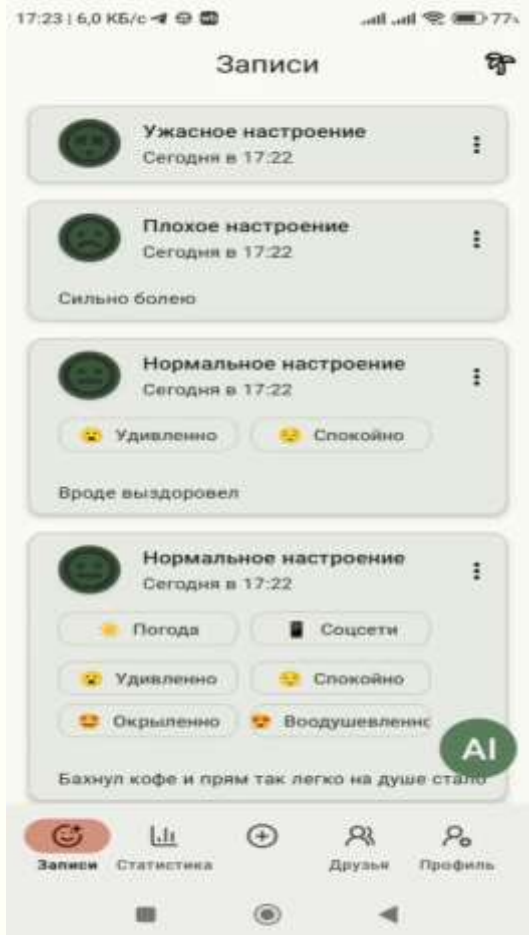 17:23 | 6,0 КБ/с
77
Записи
Ужасное настроение
Сегодня в 17:22
Плохое настроение
Сегодня в 17:22
Сильно болею
Нормальное настроение
Сегодня в 17:22
Удивленно Спокойно
Вроде выздоровел
Нормальное настроение
Сегодня в 17:22
Погода Соцсети
Удивленно Спокойно
Окрыленно Воодушевленно
AI
Бахнул кофе и прям так легко на душе стало
Записи Статистика Друзья Профиль